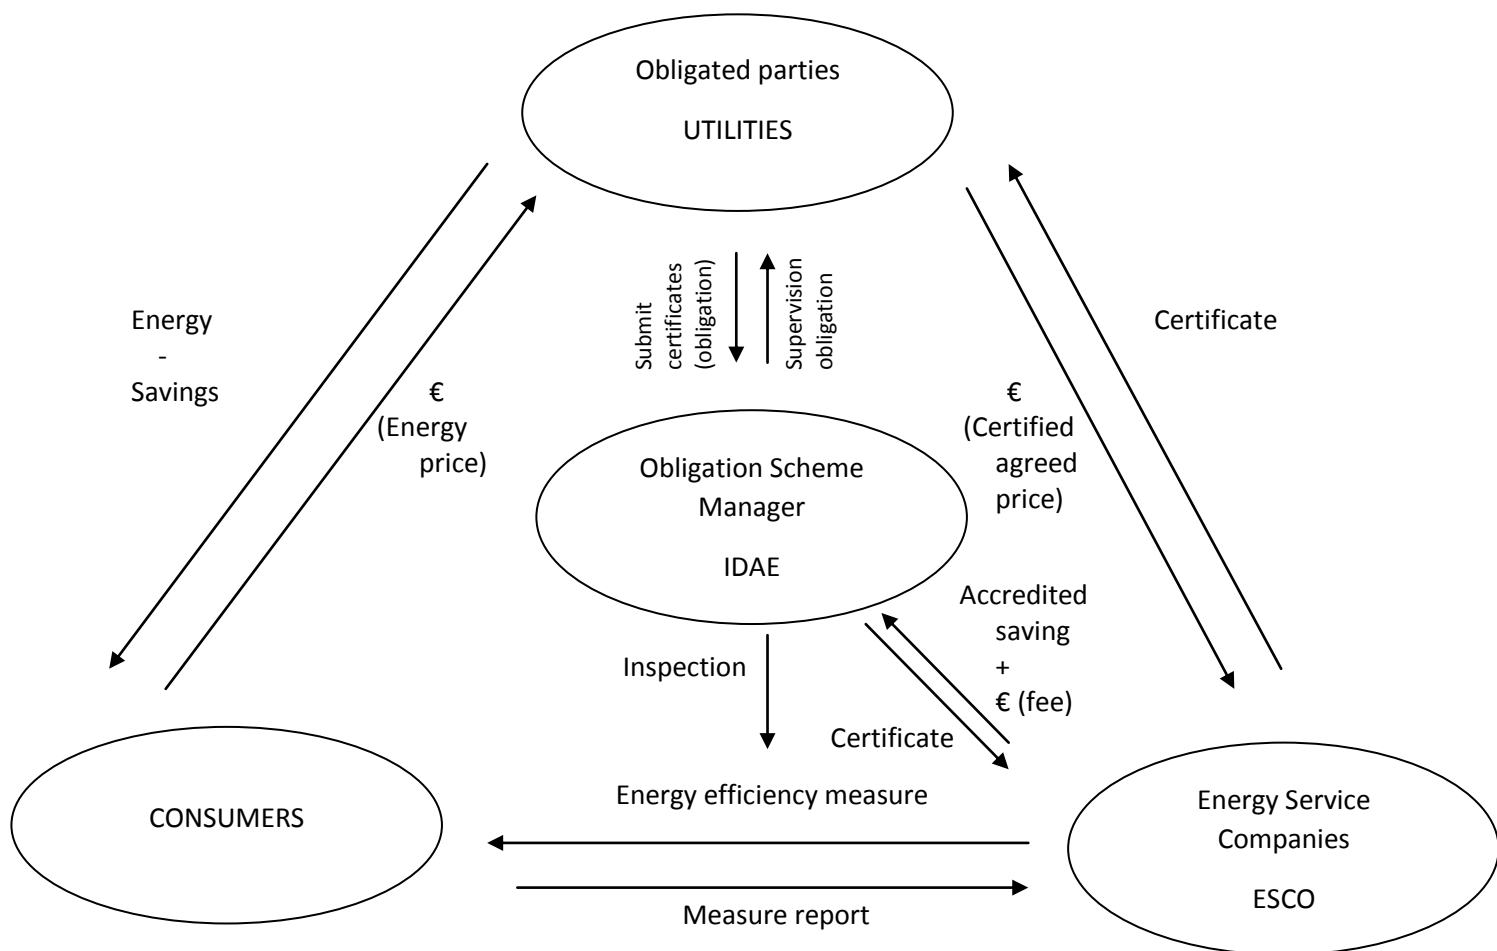 Obligated parties
UTILITIES
Submit
certificates
(obligation)
Supervision
obligation
Energy
-
Savings
€
(Energy
price)
Certificate
€
(Certified
agreed
price)
Obligation Scheme
Manager
IDAE
Accredited
saving
+
€ (fee)
Inspection
Certificate
Energy efficiency measure
CONSUMERS
Energy Service
Companies
ESCO
Measure report